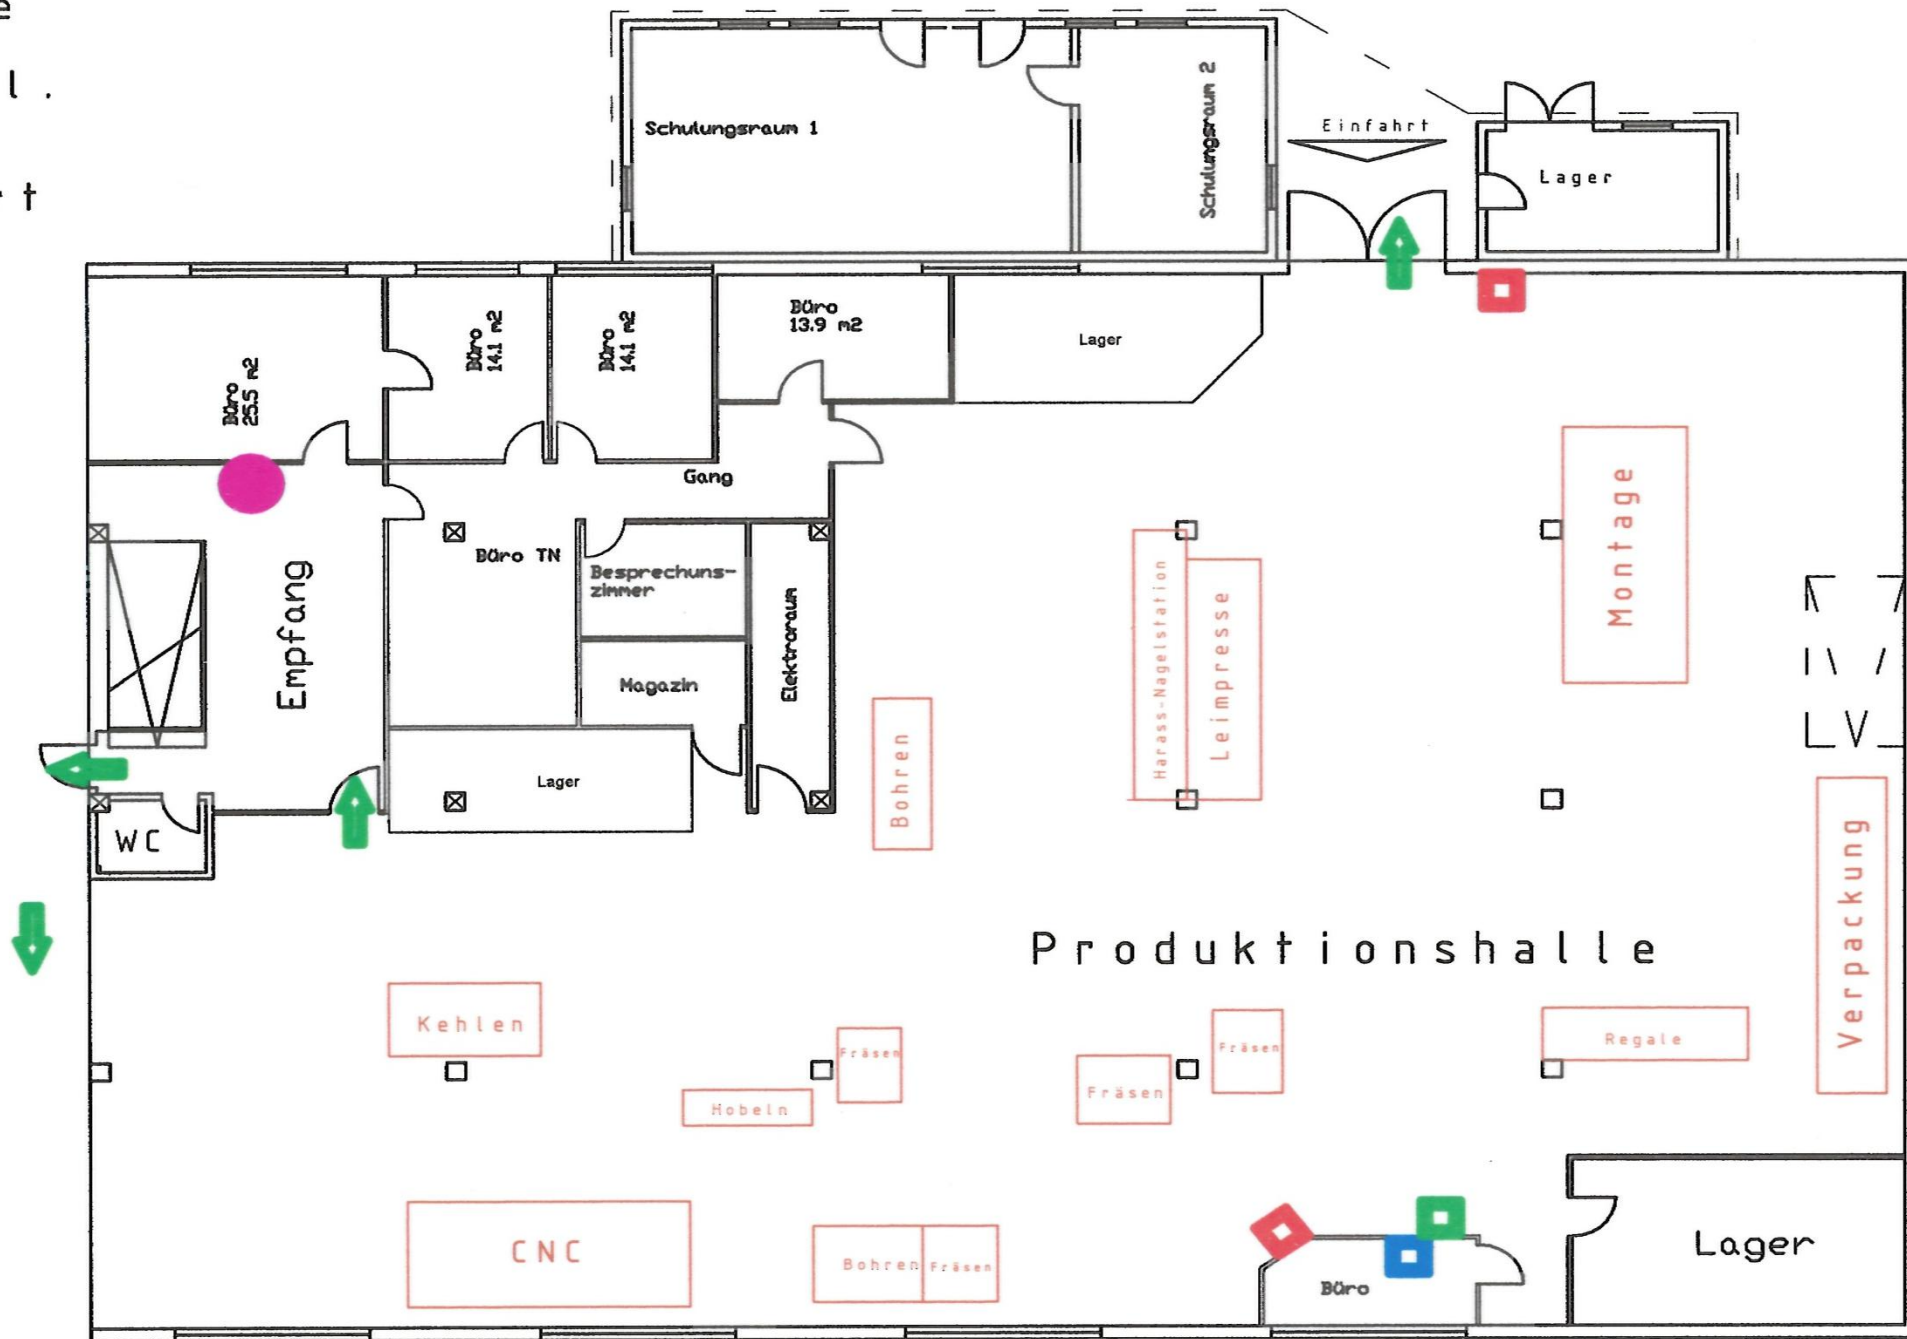 e
l.
rt
Schulungsraum 1
Schulungsraum 2
Einfahrt
Lager
Büro
25.5 m2
Büro
14.1 m2
Büro
14.1 m2
Büro
13.9 m2
Lager
Gang
Empfang
Büro TN
Besprechuns-
zimmer
Elektroraum
Magazin
Lager
WC
Bohren
Harass-Nagelstation
Leimpresse
Montage
Verpackung
Produktionshalle
Kehlen
Fräsen
Hobeln
Fräsen
Fräsen
Regale
CNC
Bohren
Fräsen
Büro
Lager